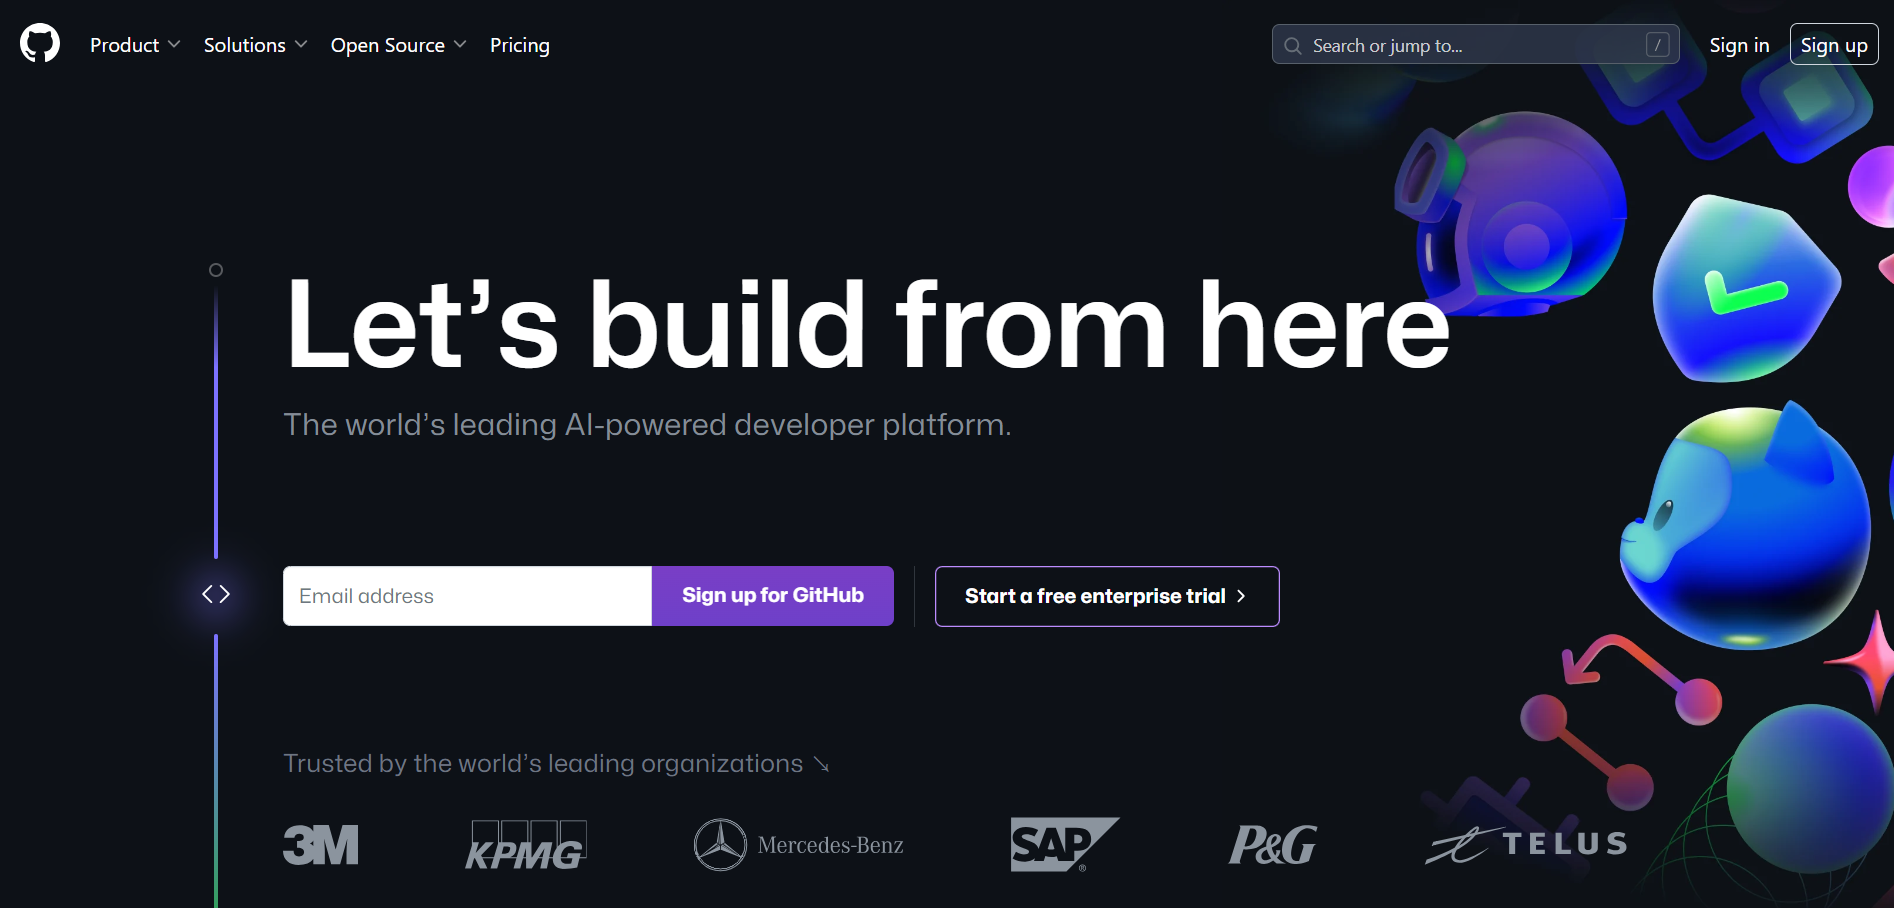 Product Solutions Open Source Pricing Search or jump to... / Sign in Sign up
Let’s build from here
The world’s leading AI-powered developer platform.
Email address Sign up for GitHub Start a free enterprise trial
Trusted by the world’s leading organizations
3M KPMG Mercedes-Benz SAP® P&G TELUS